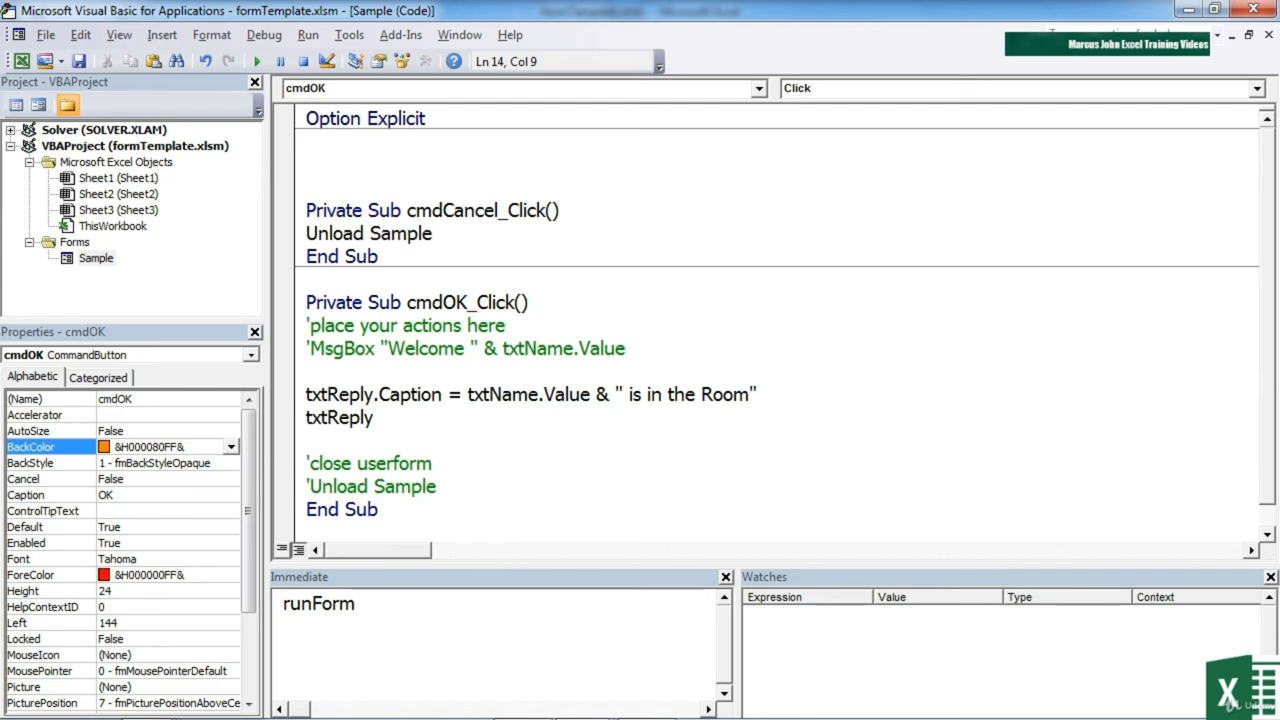 Microsoft Visual Basic for Applications - formTemplate.xlsm - [Sample (Code)]
File Edit View Insert Format Debug Run Tools Add-Ins Window Help
Marcus John Excel Training Videos
Ln 14, Col 9
Project - VBAProject
Solver (SOLVER.XLAM)
VBAProject (formTemplate.xlsm)
Microsoft Excel Objects
Sheet1 (Sheet1)
Sheet2 (Sheet2)
Sheet3 (Sheet3)
ThisWorkbook
Forms
Sample
Properties - cmdOK
cmdOK CommandButton
Alphabetic Categorized
(Name) cmdOK
Accelerator
AutoSize False
BackColor &H000080FF&
BackStyle 1 - fmBackStyleOpaque
Cancel False
Caption OK
ControlTipText
Default True
Enabled True
Font Tahoma
ForeColor &H000000FF&
Height 24
HelpContextID 0
Left 144
Locked False
MouseIcon (None)
MousePointer 0 - fmMousePointerDefault
Picture (None)
PicturePosition 7 - fmPicturePositionAboveCe
cmdOK Click
Option Explicit
Private Sub cmdCancel_Click()
Unload Sample
End Sub
Private Sub cmdOK_Click()
'place your actions here
'MsgBox "Welcome " & txtName.Value
txtReply.Caption = txtName.Value & " is in the Room"
txtReply
'close userform
'Unload Sample
End Sub
Immediate
runForm
Watches
Expression Value Type Context
X
Udemy